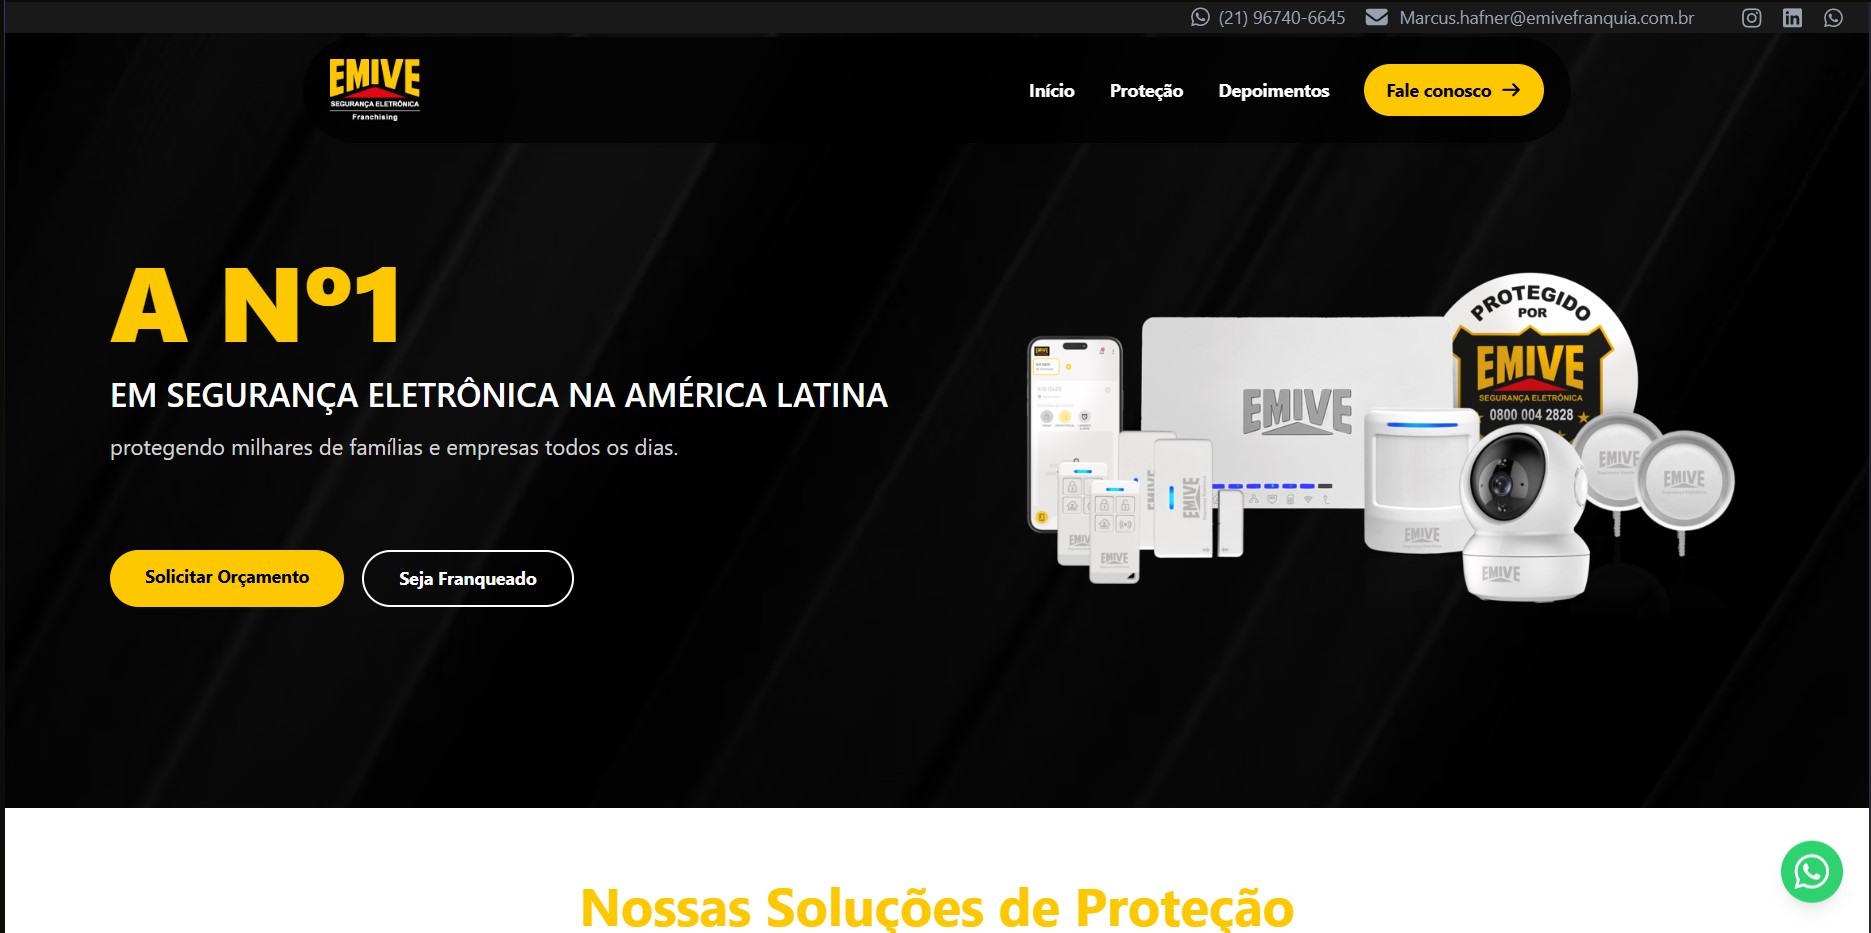 (21) 96740-6645 Marcus.hafner@emivefranquia.com.br
EMIVE
SEGURANÇA ELETRÔNICA
Franchising
Início Proteção Depoimentos Fale conosco
A Nº1
EM SEGURANÇA ELETRÔNICA NA AMÉRICA LATINA
protegendo milhares de famílias e empresas todos os dias.
Solicitar Orçamento Seja Franqueado
PROTEGIDO
POR
EMIVE
SEGURANÇA ELETRÔNICA
0800 004 2828
EMIVE
EMIVE
EMIVE
EMIVE
EMIVE
EMIVE
EMIVE
EMIVE
EMIVE
Nossas Soluções de Proteção